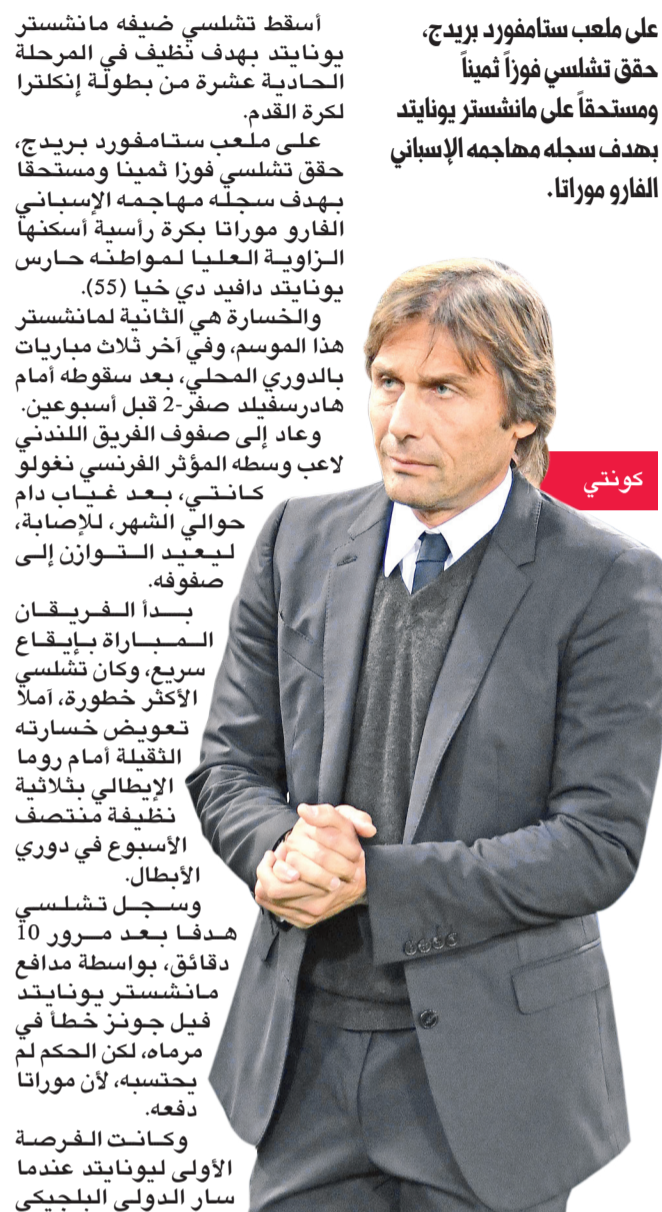 على ملعب ستامفورد بريدج،
حقق تشلسي فوزاً ثميناً
ومستحقاً على مانشستر يونايتد
بهدف سجله مهاجمه الإسباني
الفارو موراتا.
كونتي
أسقط تشلسي ضيفه مانشستر
يونايتد بهدف نظيف في المرحلة
الحادية عشرة من بطولة إنكلترا
لكرة القدم.
على ملعب ستامفورد بريدج،
حقق تشلسي فوزا ثمينا ومستحقا
بهدف سجله مهاجمه الإسباني
الفارو موراتا بكرة رأسية أسكنها
الزاوية العليا لمواطنه حارس
يونايتد دافيد دي خيا (55).
والخسارة هي الثانية لمانشستر
هذا الموسم، وفي آخر ثلاث مباريات
بالدوري المحلي، بعد سقوطه أمام
هادرسفيلد صفر-2 قبل أسبوعين.
وعاد إلى صفوف الفريق اللندني
لاعب وسطه المؤثر الفرنسي نغولو
كانتي، بعد غياب دام
حوالي الشهر، للإصابة،
ليعيد التوازن إلى
صفوفه.
بدأ الفريقان
المباراة بإيقاع
سريع، وكان تشلسي
الأكثر خطورة، آملا
تعويض خسارته
الثقيلة أمام روما
الإيطالي بثلاثية
نظيفة منتصف
الأسبوع في دوري
الأبطال.
وسجل تشلسي
هدفا بعد مرور 10
دقائق، بواسطة مدافع
مانشستر يونايتد
فيل جونز خطأ في
مرماه، لكن الحكم لم
يحتسبه، لأن موراتا
دفعه.
وكانت الفرصة
الأولى ليونايتد عندما
سار الدولي البلجيكي